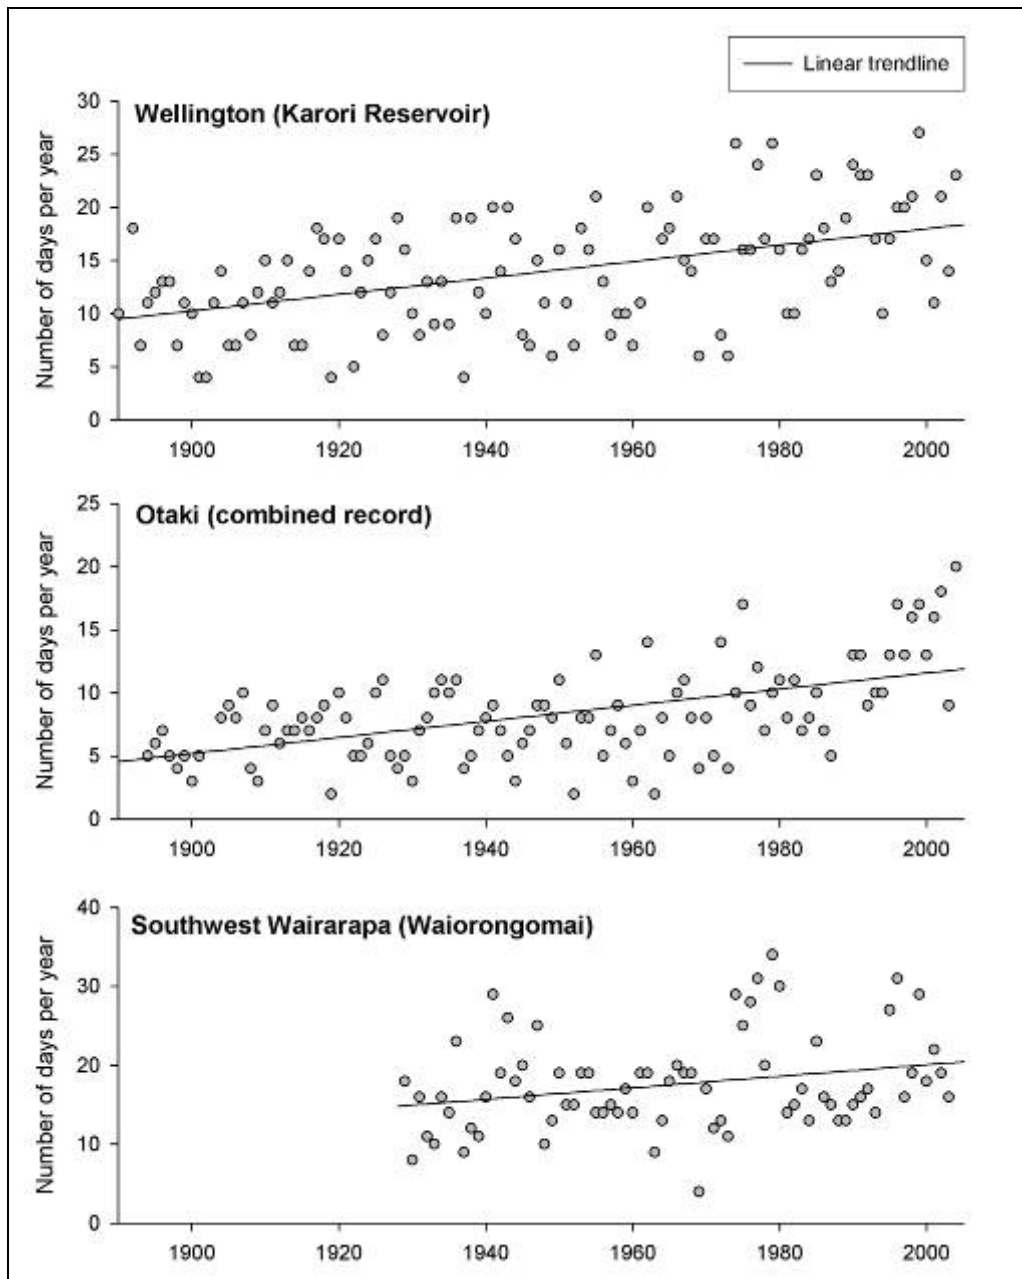 Linear trendline
Wellington (Karori Reservoir)
Number of days per year
30
25
20
15
10
5
0
1900 1920 1940 1960 1980 2000
Otaki (combined record)
Number of days per year
25
20
15
10
5
0
1900 1920 1940 1960 1980 2000
Southwest Wairarapa (Waiorongomai)
Number of days per year
40
30
20
10
0
1900 1920 1940 1960 1980 2000